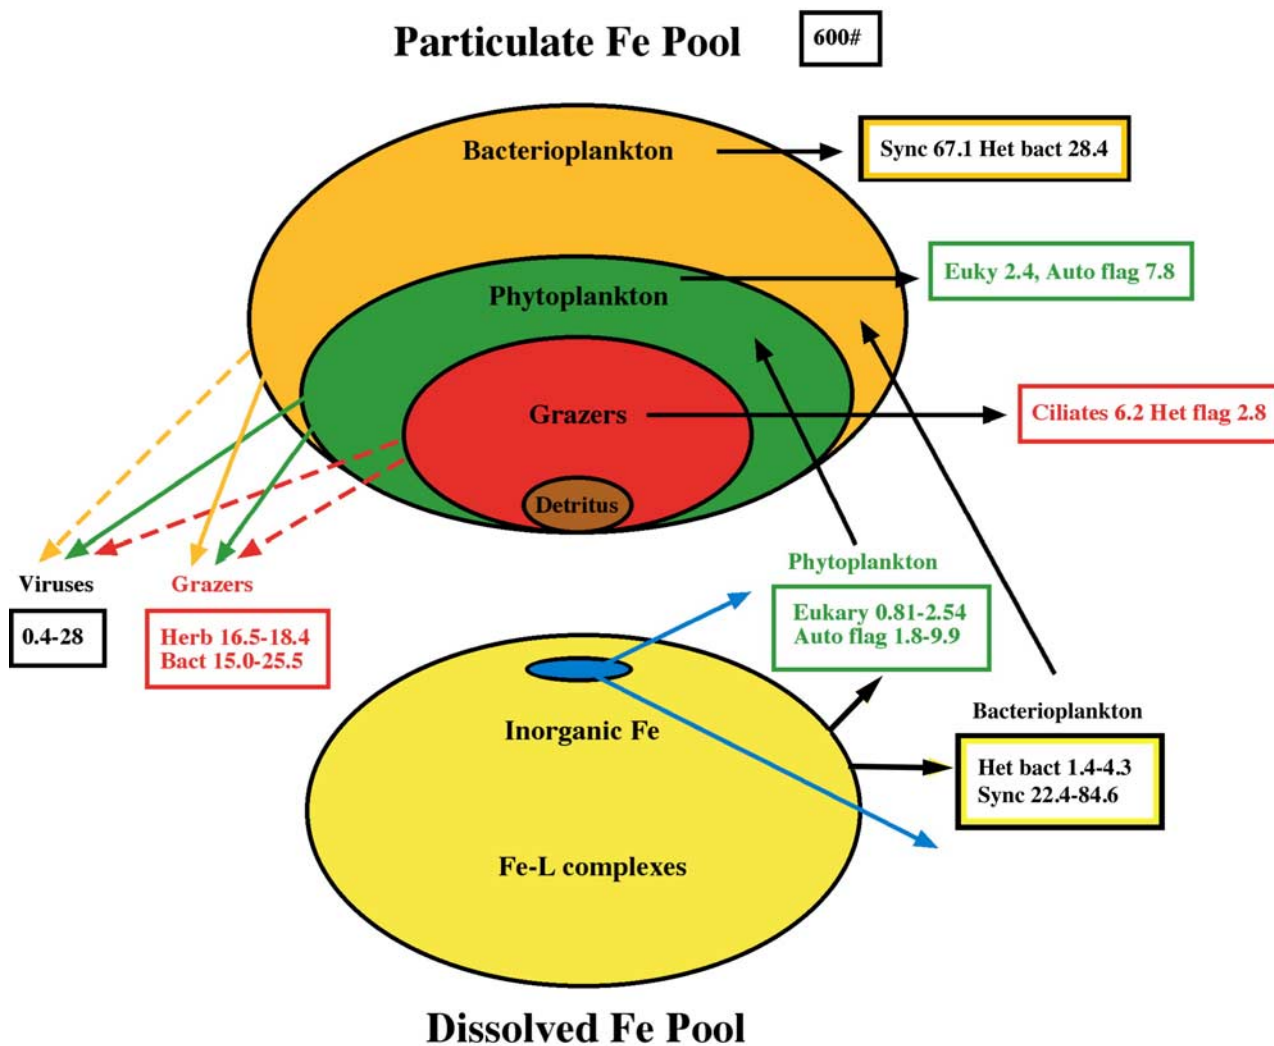 Particulate Fe Pool
600#
Bacterioplankton
Sync 67.1 Het bact 28.4
Phytoplankton
Euky 2.4, Auto flag 7.8
Grazers
Ciliates 6.2 Het flag 2.8
Detritus
Viruses
0.4-28
Grazers
Herb 16.5-18.4
Bact 15.0-25.5
Phytoplankton
Eukary 0.81-2.54
Auto flag 1.8-9.9
Inorganic Fe
Bacterioplankton
Het bact 1.4-4.3
Sync 22.4-84.6
Fe-L complexes
Dissolved Fe Pool